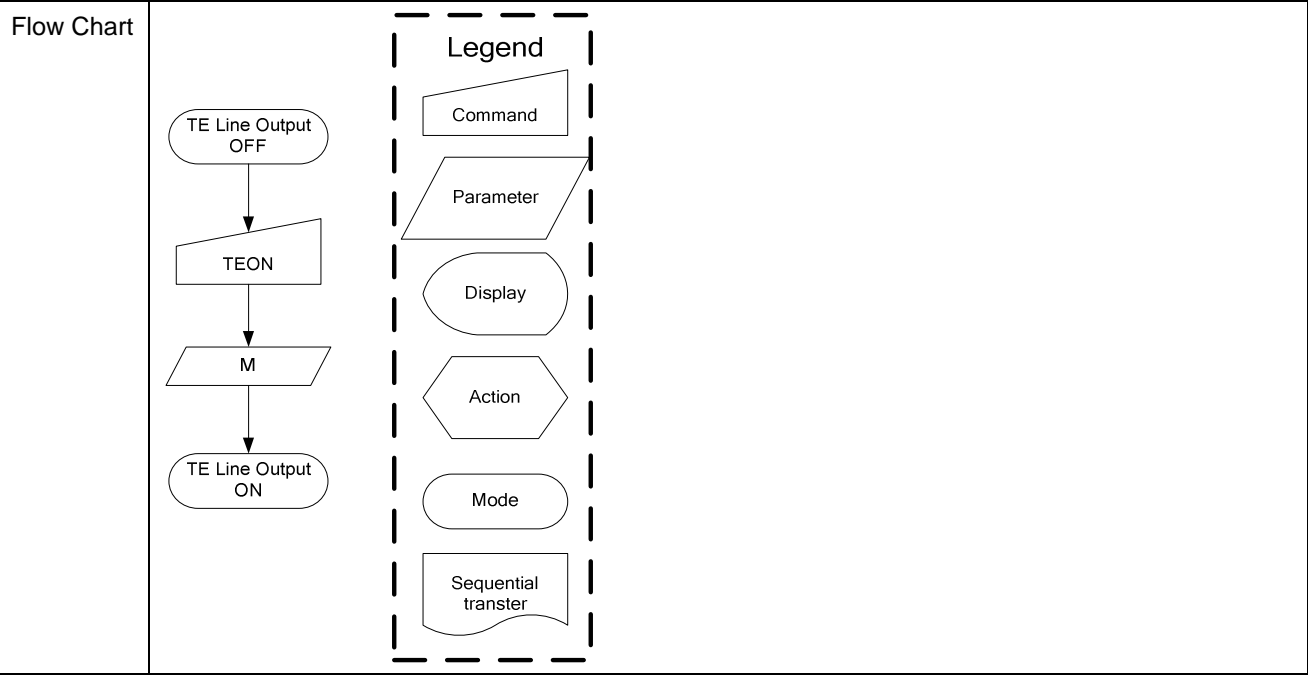 Flow Chart
TE Line Output
OFF
TEON
M
TE Line Output
ON
Legend
Command
Parameter
Display
Action
Mode
Sequential
transter